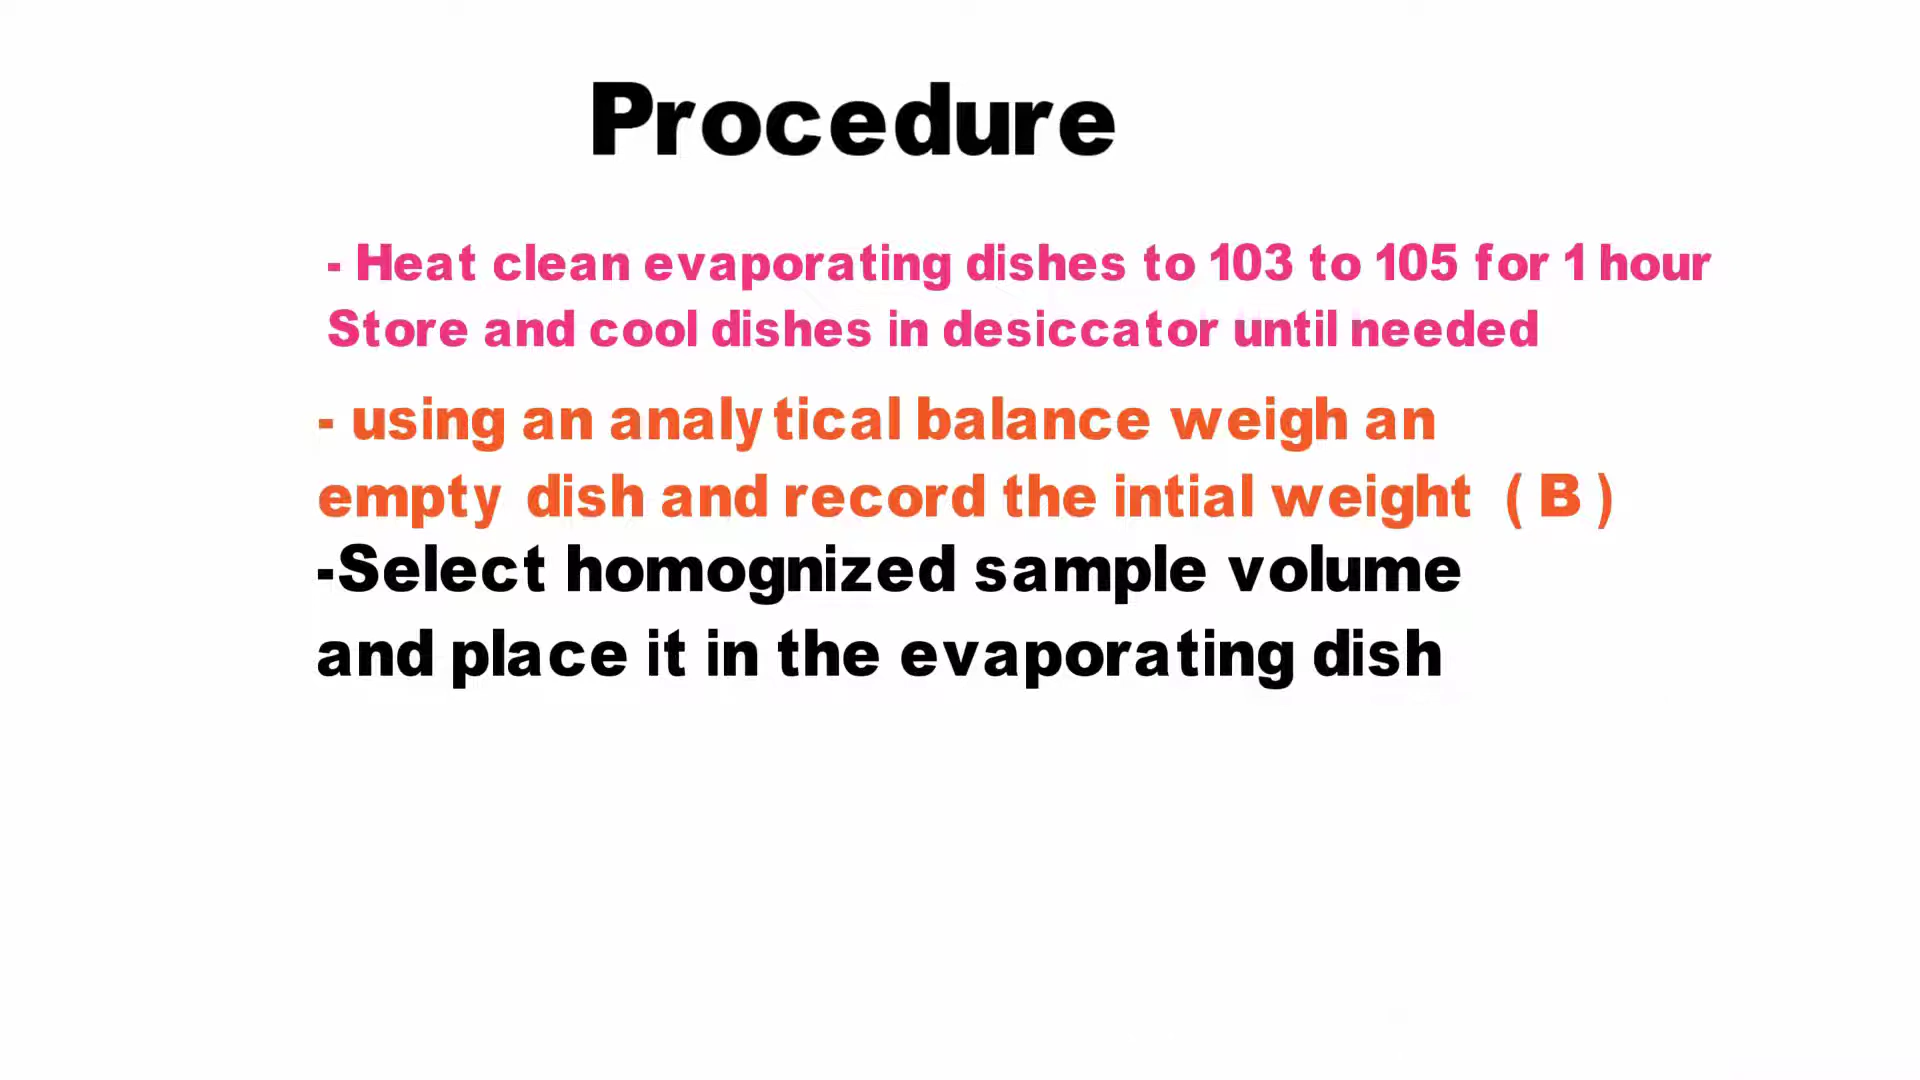 Procedure
- Heat clean evaporating dishes to 103 to 105 for 1 hour
Store and cool dishes in desiccator until needed
- using an analytical balance weigh an
empty dish and record the intial weight ( B )
-Select homognized sample volume
and place it in the evaporating dish